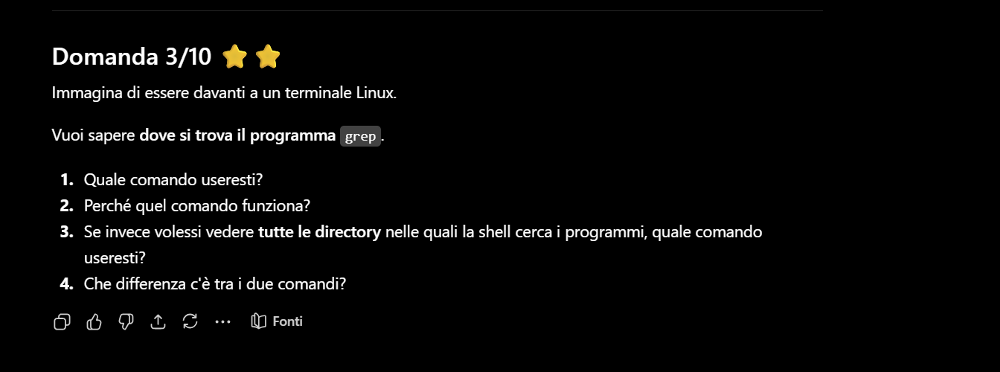 Domanda 3/10 ⭐⭐
Immagina di essere davanti a un terminale Linux.
Vuoi sapere dove si trova il programma grep.
1. Quale comando useresti?
2. Perché quel comando funziona?
3. Se invece volessi vedere tutte le directory nelle quali la shell cerca i programmi, quale comando
useresti?
4. Che differenza c'è tra i due comandi?
Fonti